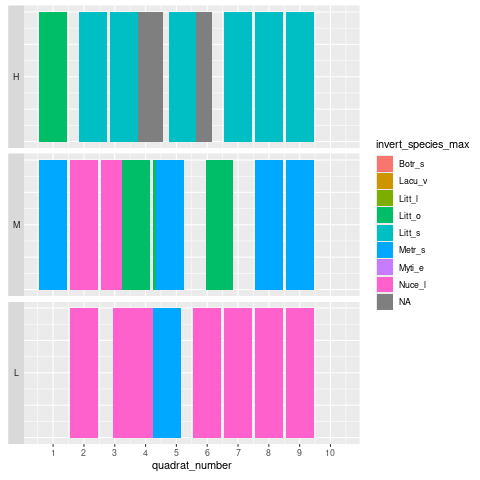 H
M
L
1 2 3 4 5 6 7 8 9 10
quadrat_number
invert_species_max
Botr_s
Lacu_v
Litt_l
Litt_o
Litt_s
Metr_s
Myti_e
Nuce_l
NA